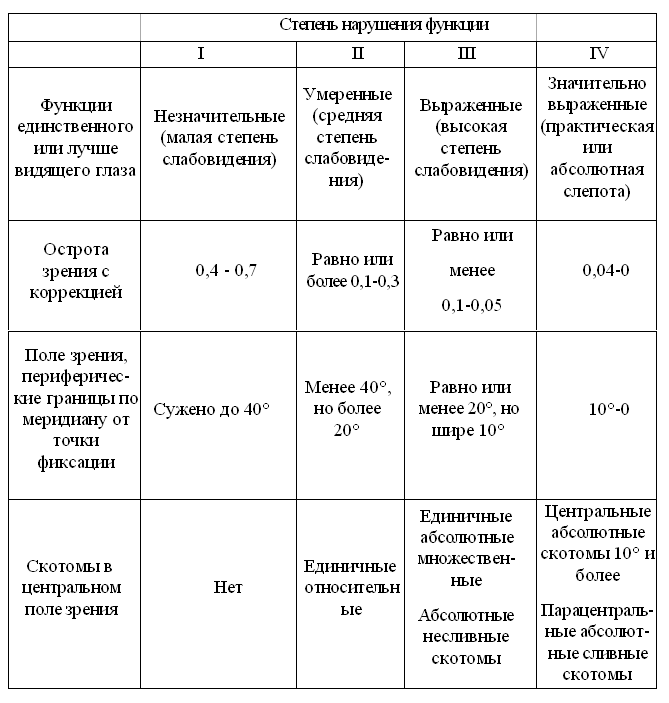 Степень нарушения функции
I II III IV
Функции
единственного
или лучше
видящего глаза
Незначительные
(малая степень
слабовидения)
Умеренные
(средняя
степень
слабовиде-
ния)
Выраженные
(высокая
степень
слабовидения)
Значительно
выраженные
(практическая
или
абсолютная
слепота)
Острота
зрения с
коррекцией
0,4 - 0,7
Равно или
более 0,1-0,3
Равно или
менее
0,1-0,05
0,04-0
Поле зрения,
периферичес-
кие границы по
меридиану от
точки
фиксации
Сужено до 40°
Менее 40°,
но более
20°
Равно или
менее 20°, но
шире 10°
10°-0
Скотомы в
центральном
поле зрения
Нет
Единичные
относительн
ые
Единичные
абсолютные
множествен-
ные
Абсолютные
несливные
скотомы
Центральные
абсолютные
скотомы 10° и
более
Парацентраль-
ные абсолют-
ные сливные
скотомы